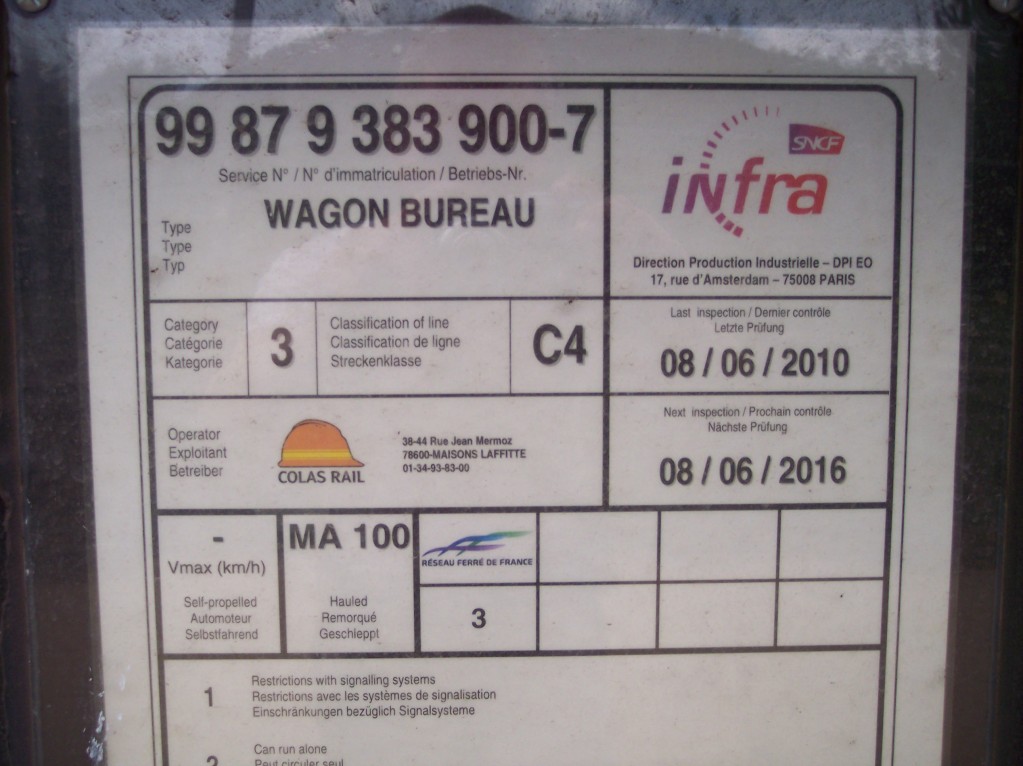 99 87 9 383 900-7
Service N° / N° d'immatriculation / Betriebs-Nr.
WAGON BUREAU
Type
Type
Typ
SNCF
infra
Direction Production Industrielle – DPI EO
17, rue d'Amsterdam – 75008 PARIS
Category
Catégorie
Kategorie
3
Classification of line
Classification de ligne
Streckenklasse
C4
Last inspection / Dernier contrôle
Letzte Prüfung
08 / 06 / 2010
Operator
Exploitant
Betreiber
COLAS RAIL
38-44 Rue Jean Mermoz
78600-MAISONS LAFFITTE
01-34-93-83-00
Next inspection / Prochain contrôle
Nächste Prüfung
08 / 06 / 2016
-
Vmax (km/h)
Self-propelled
Automoteur
Selbstfahrend
MA 100
Hauled
Remorqué
Geschleppt
RÉSEAU FERRÉ DE FRANCE
3
1
Restrictions with signalling systems
Restrictions avec les systèmes de signalisation
Einschränkungen bezüglich Signalsysteme
2
Can run alone
Peut circuler seul